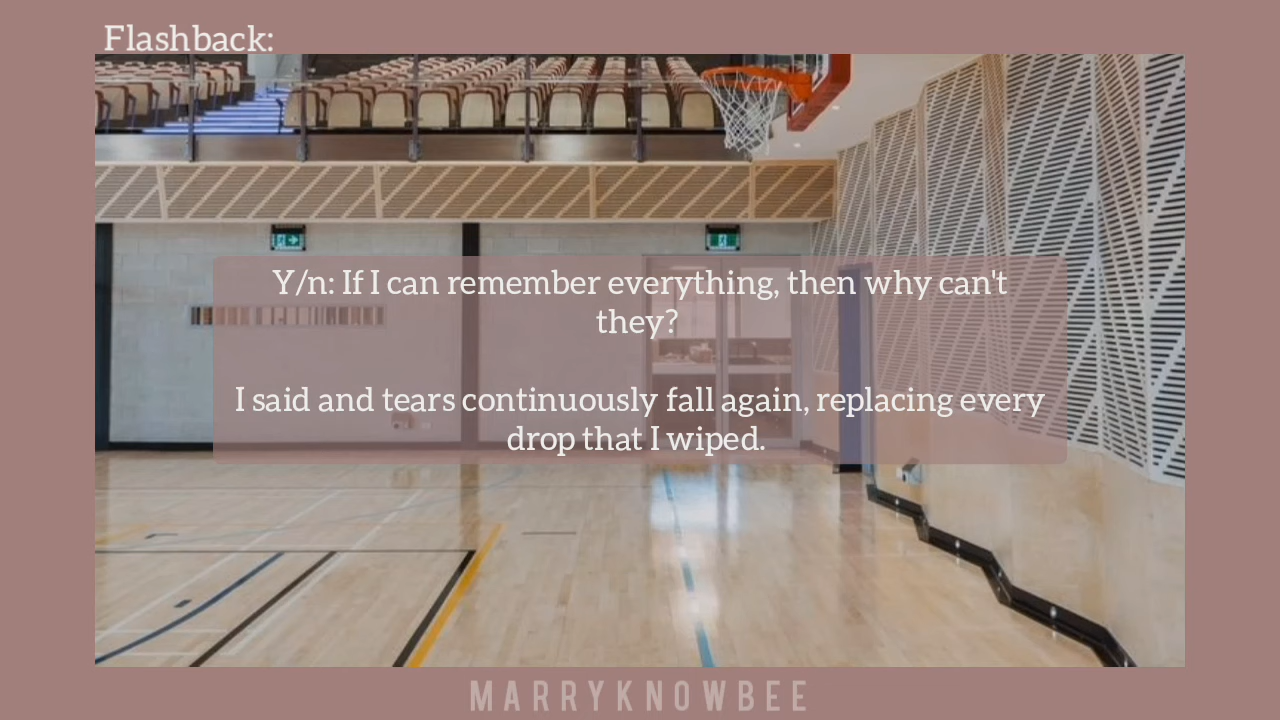 Flashback:
Y/n: If I can remember everything, then why can't
they?
I said and tears continuously fall again, replacing every
drop that I wiped.
MARRYKNOWBEE